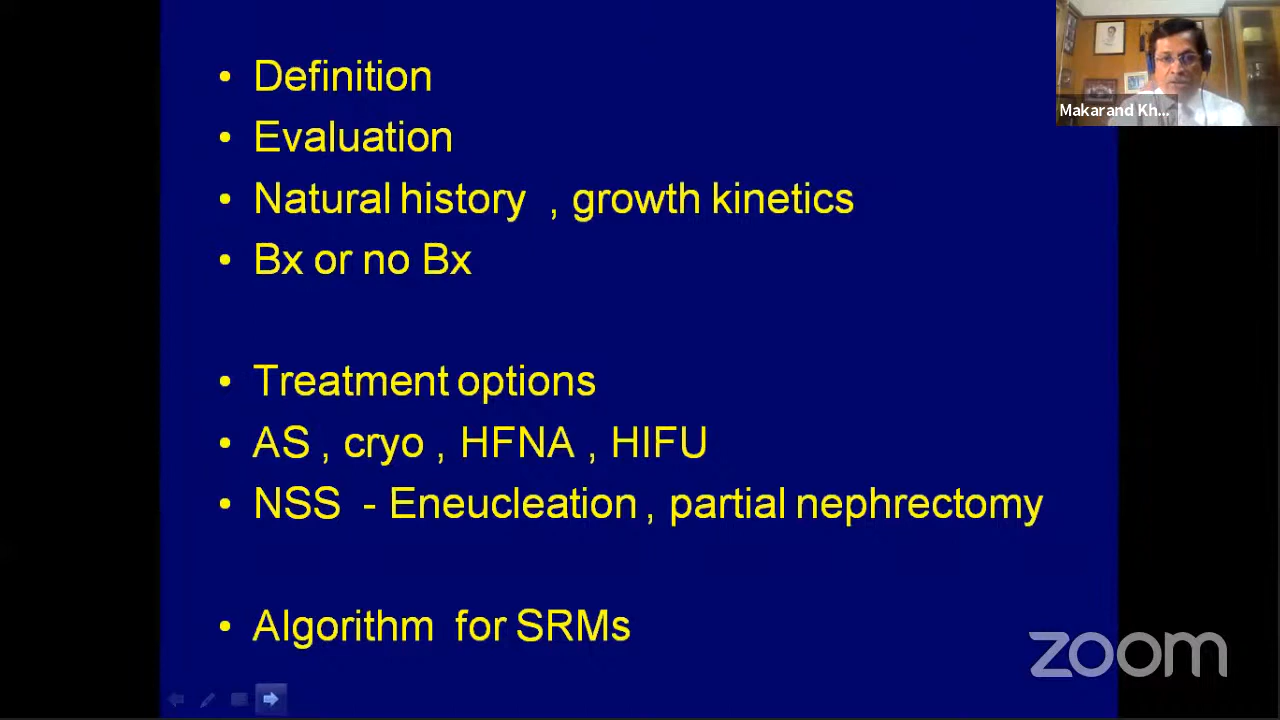 • Definition
• Evaluation
• Natural history , growth kinetics
• Bx or no Bx
• Treatment options
• AS , cryo , HFNA , HIFU
• NSS - Eneucleation , partial nephrectomy
• Algorithm for SRMs
Makarand Kh...
zoom